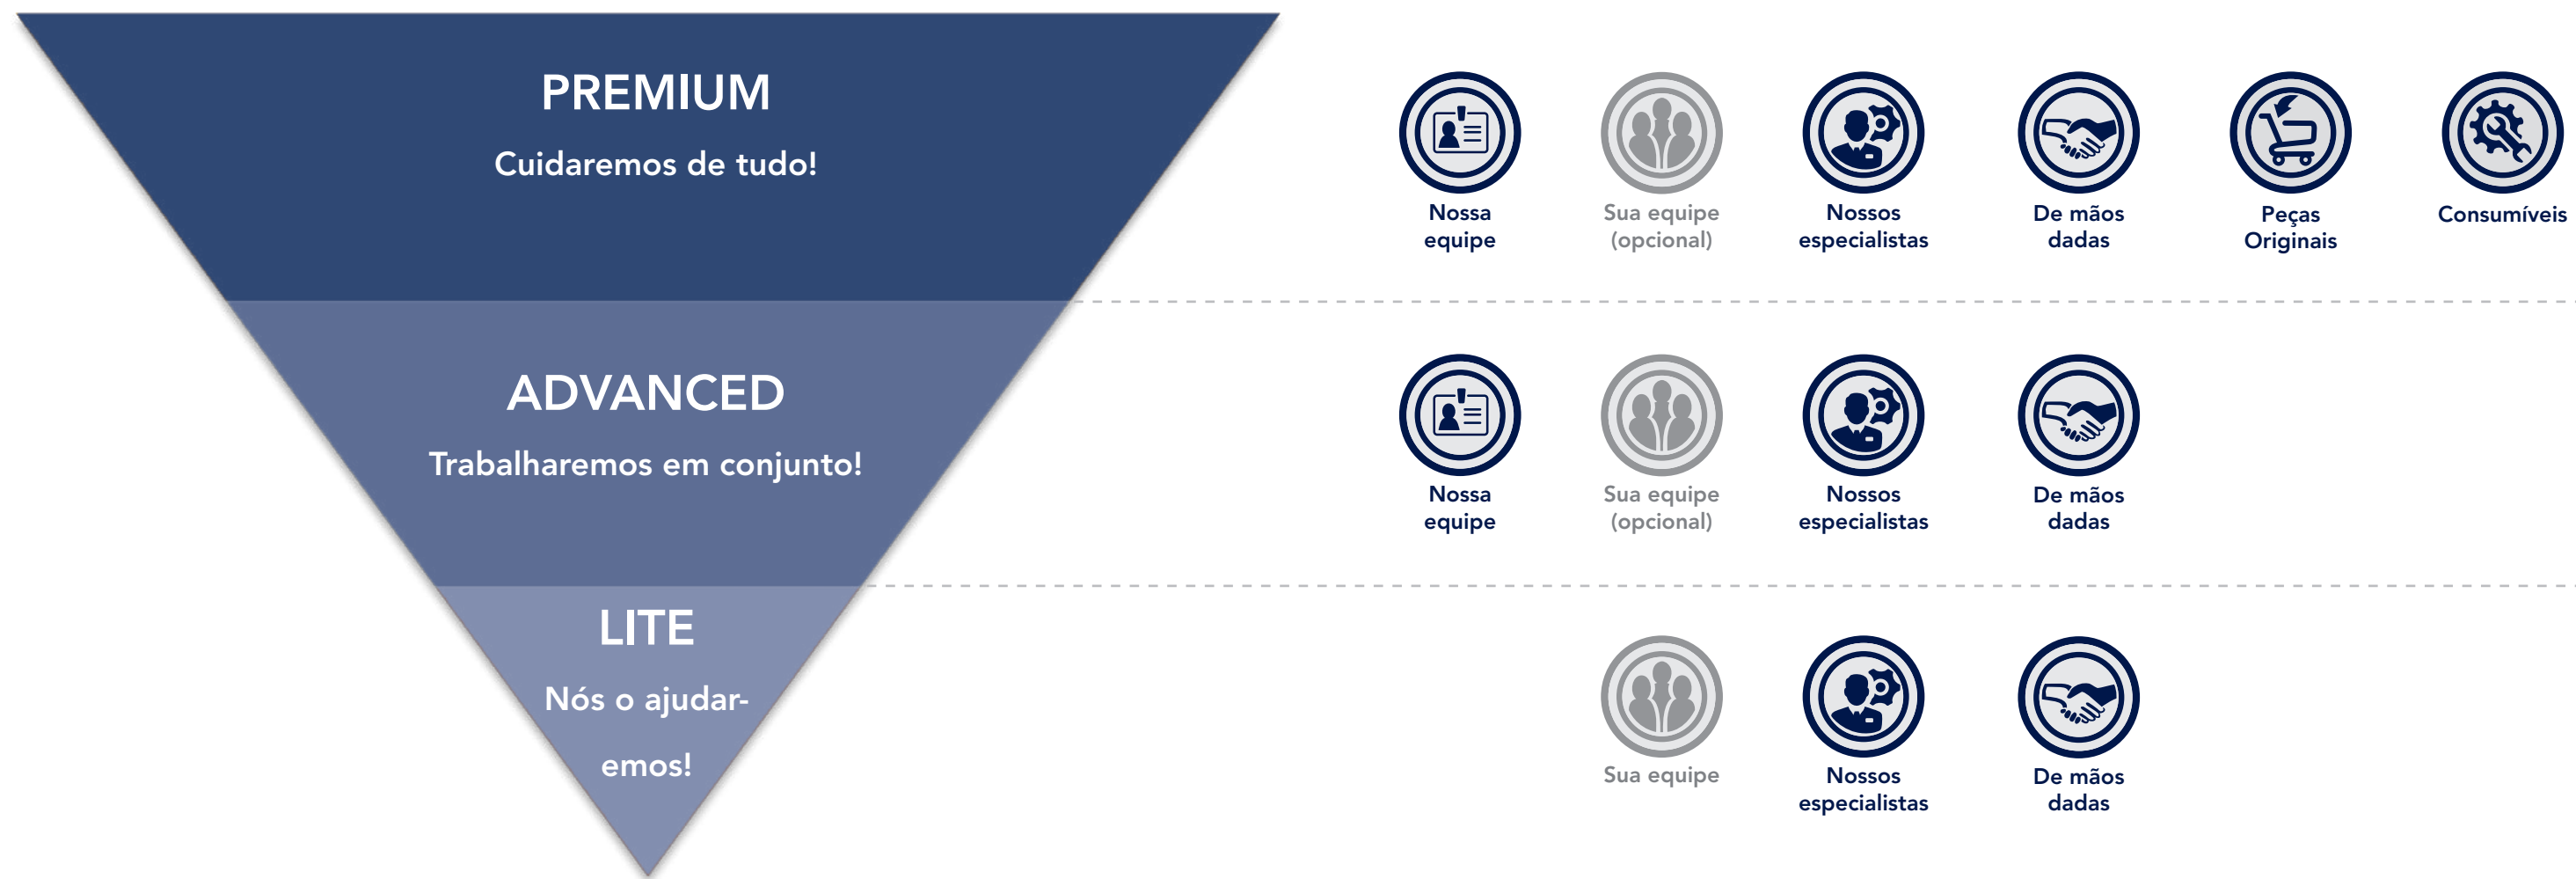 PREMIUM
Cuidaremos de tudo!
Nossa
equipe
Sua equipe
(opcional)
Nossos
especialistas
De mãos
dadas
Peças
Originais
Consumíveis
ADVANCED
Trabalharemos em conjunto!
Nossa
equipe
Sua equipe
(opcional)
Nossos
especialistas
De mãos
dadas
LITE
Nós o ajudar-
emos!
Sua equipe
Nossos
especialistas
De mãos
dadas